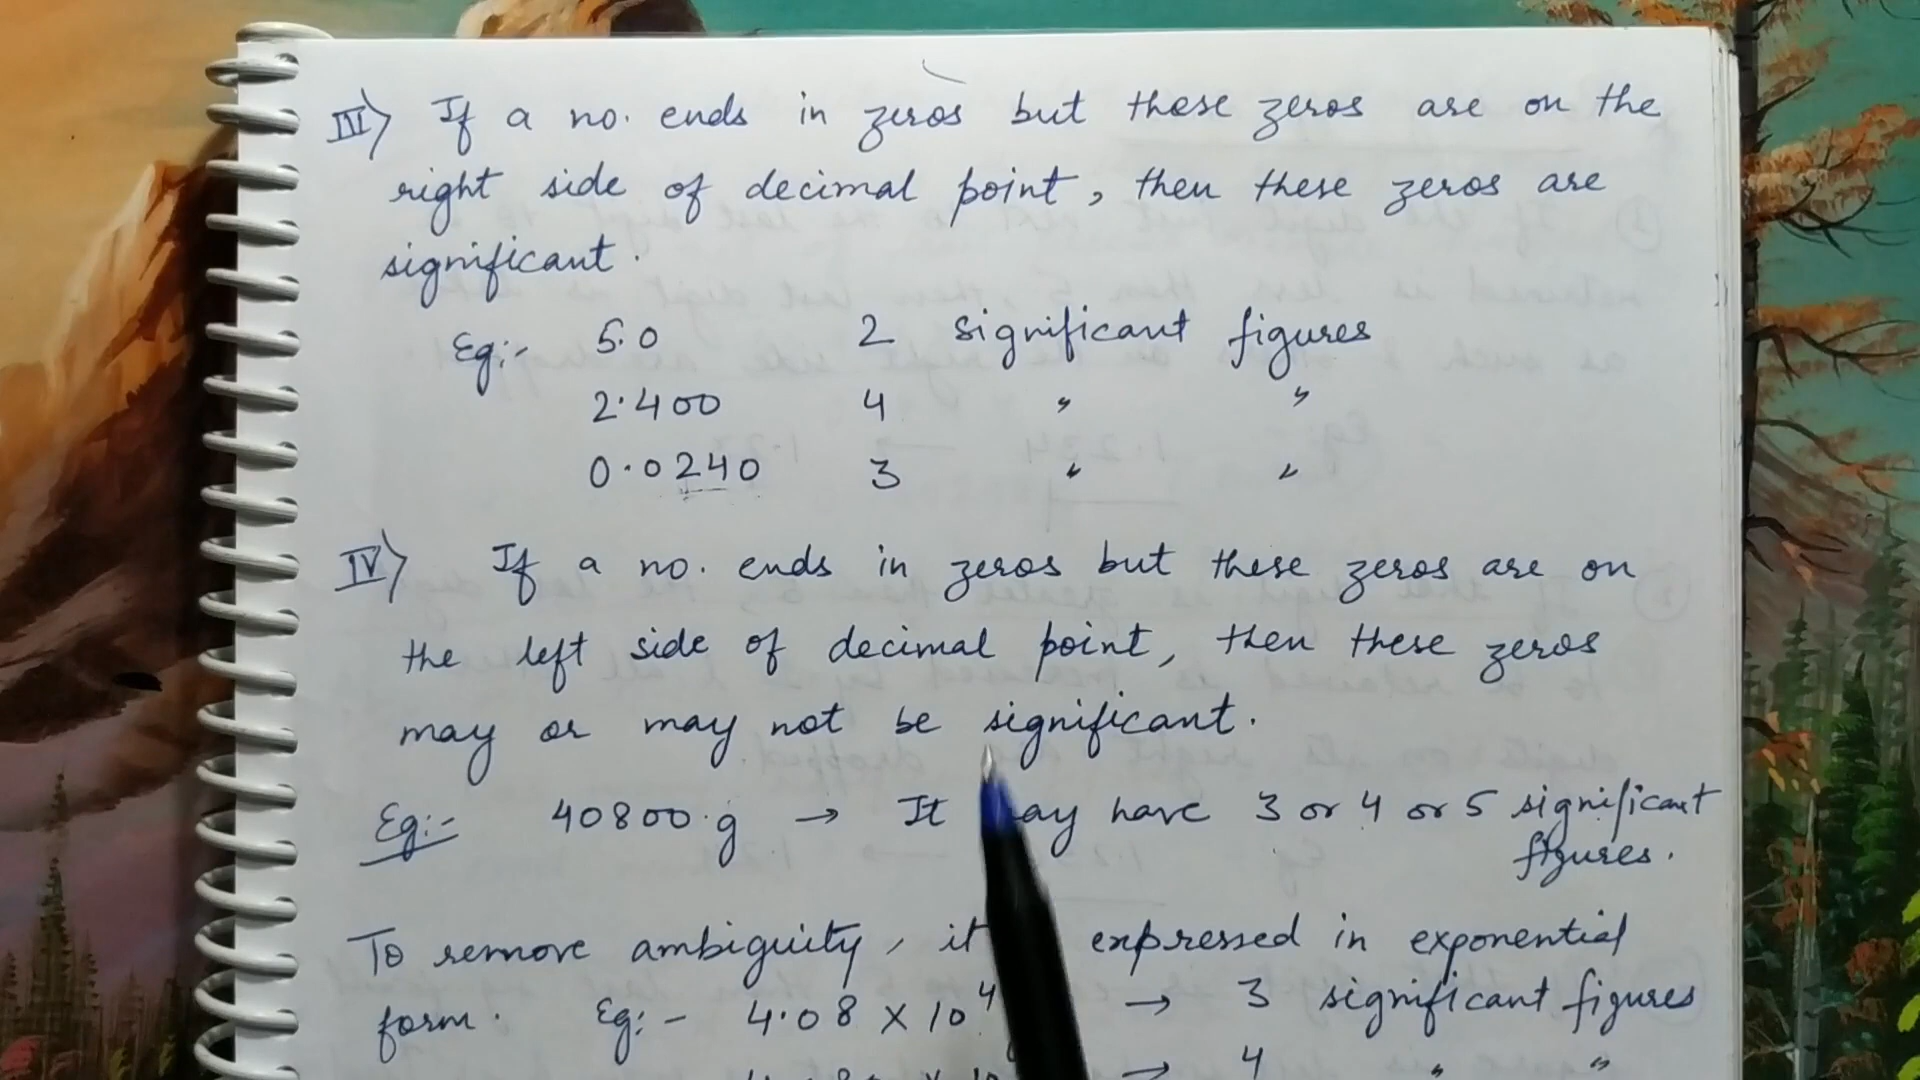 III) If a no. ends in zeros but these zeros are on the
right side of decimal point, then these zeros are
significant.
Eg:- 5.0 2 significant figures
2.400 4 " "
0.0240 3 " "
IV) If a no. ends in zeros but these zeros are on
the left side of decimal point, then these zeros
may or may not be significant.
Eg:- 40800 g → It may have 3 or 4 or 5 significant
figures.
To remove ambiguity, it expressed in exponential
form. Eg:- 4.08 × 10⁴ → 3 significant figures
→ 4 " "